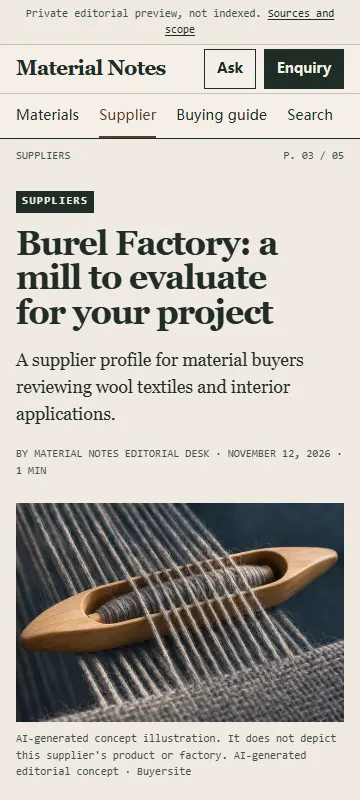 Private editorial preview, not indexed. Sources and
scope
Material Notes
Ask
Enquiry
Materials
Supplier
Buying guide
Search
SUPPLIERS
P. 03 / 05
SUPPLIERS
Burel Factory: a
mill to evaluate
for your project
A supplier profile for material buyers
reviewing wool textiles and interior
applications.
BY MATERIAL NOTES EDITORIAL DESK · NOVEMBER 12, 2026 ·
1 MIN
AI-generated concept illustration. It does not depict
this supplier's product or factory. AI-generated
editorial concept · Buyersite